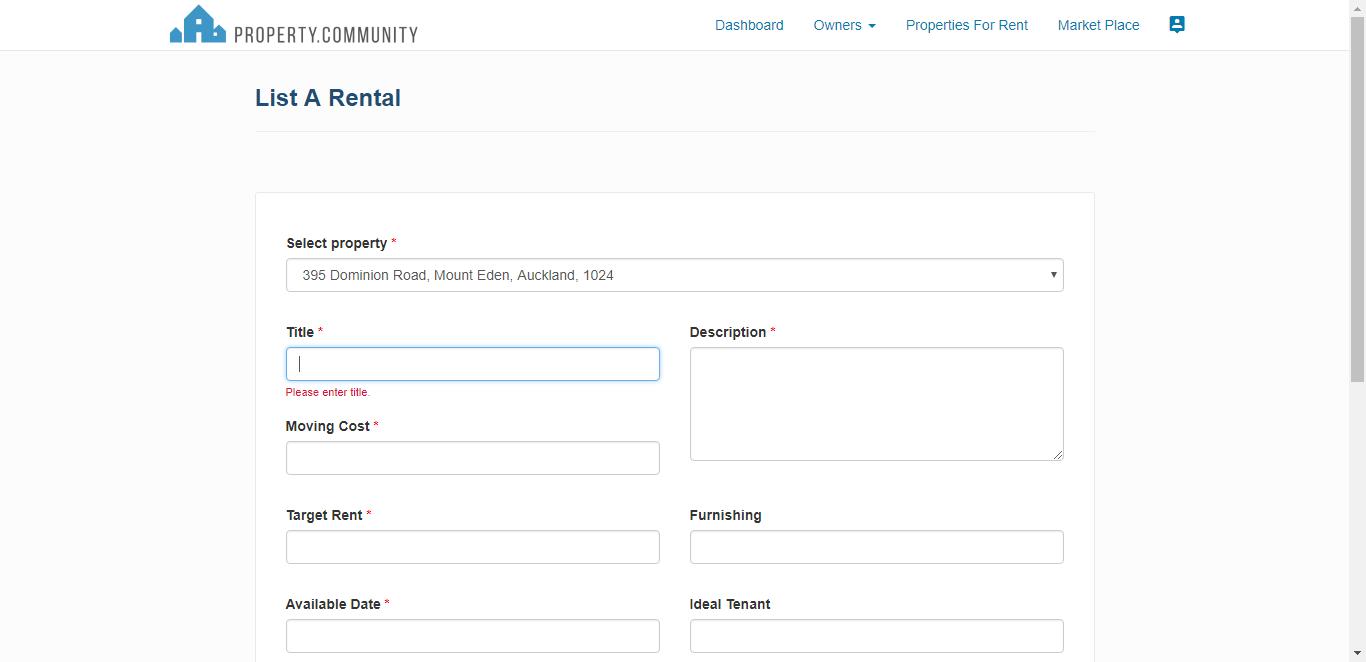 PROPERTY.COMMUNITY Dashboard Owners Properties For Rent Market Place
List A Rental
Select property *
395 Dominion Road, Mount Eden, Auckland, 1024
Title * Description *
Please enter title.
Moving Cost *
Target Rent * Furnishing
Available Date * Ideal Tenant